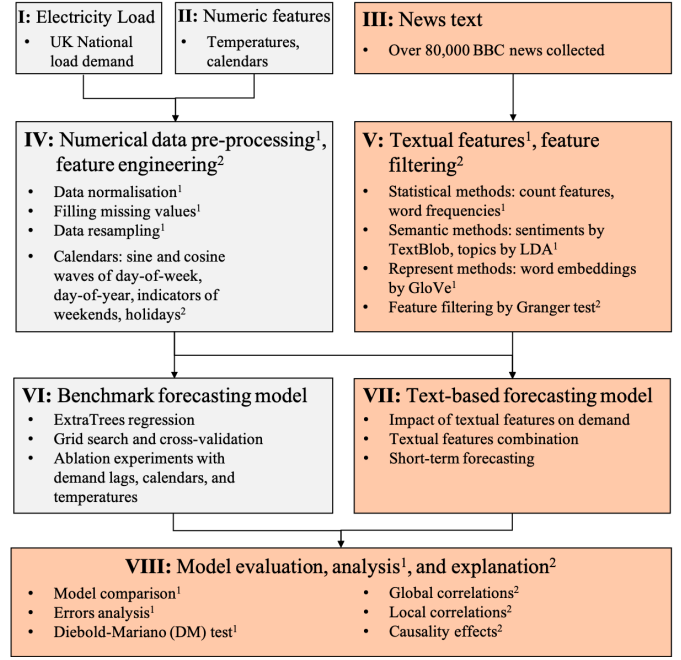 I: Electricity Load
• UK National
load demand
II: Numeric features
• Temperatures,
calendars
III: News text
• Over 80,000 BBC news collected
IV: Numerical data pre-processing¹,
feature engineering²
• Data normalisation¹
• Filling missing values¹
• Data resampling¹
• Calendars: sine and cosine
waves of day-of-week,
day-of-year, indicators of
weekends, holidays²
V: Textual features¹, feature
filtering²
• Statistical methods: count features,
word frequencies¹
• Semantic methods: sentiments by
TextBlob, topics by LDA¹
• Represent methods: word embeddings
by GloVe¹
• Feature filtering by Granger test²
VI: Benchmark forecasting model
• ExtraTrees regression
• Grid search and cross-validation
• Ablation experiments with
demand lags, calendars, and
temperatures
VII: Text-based forecasting model
• Impact of textual features on demand
• Textual features combination
• Short-term forecasting
VIII: Model evaluation, analysis¹, and explanation²
• Model comparison¹
• Errors analysis¹
• Diebold-Mariano (DM) test¹
• Global correlations²
• Local correlations²
• Causality effects²